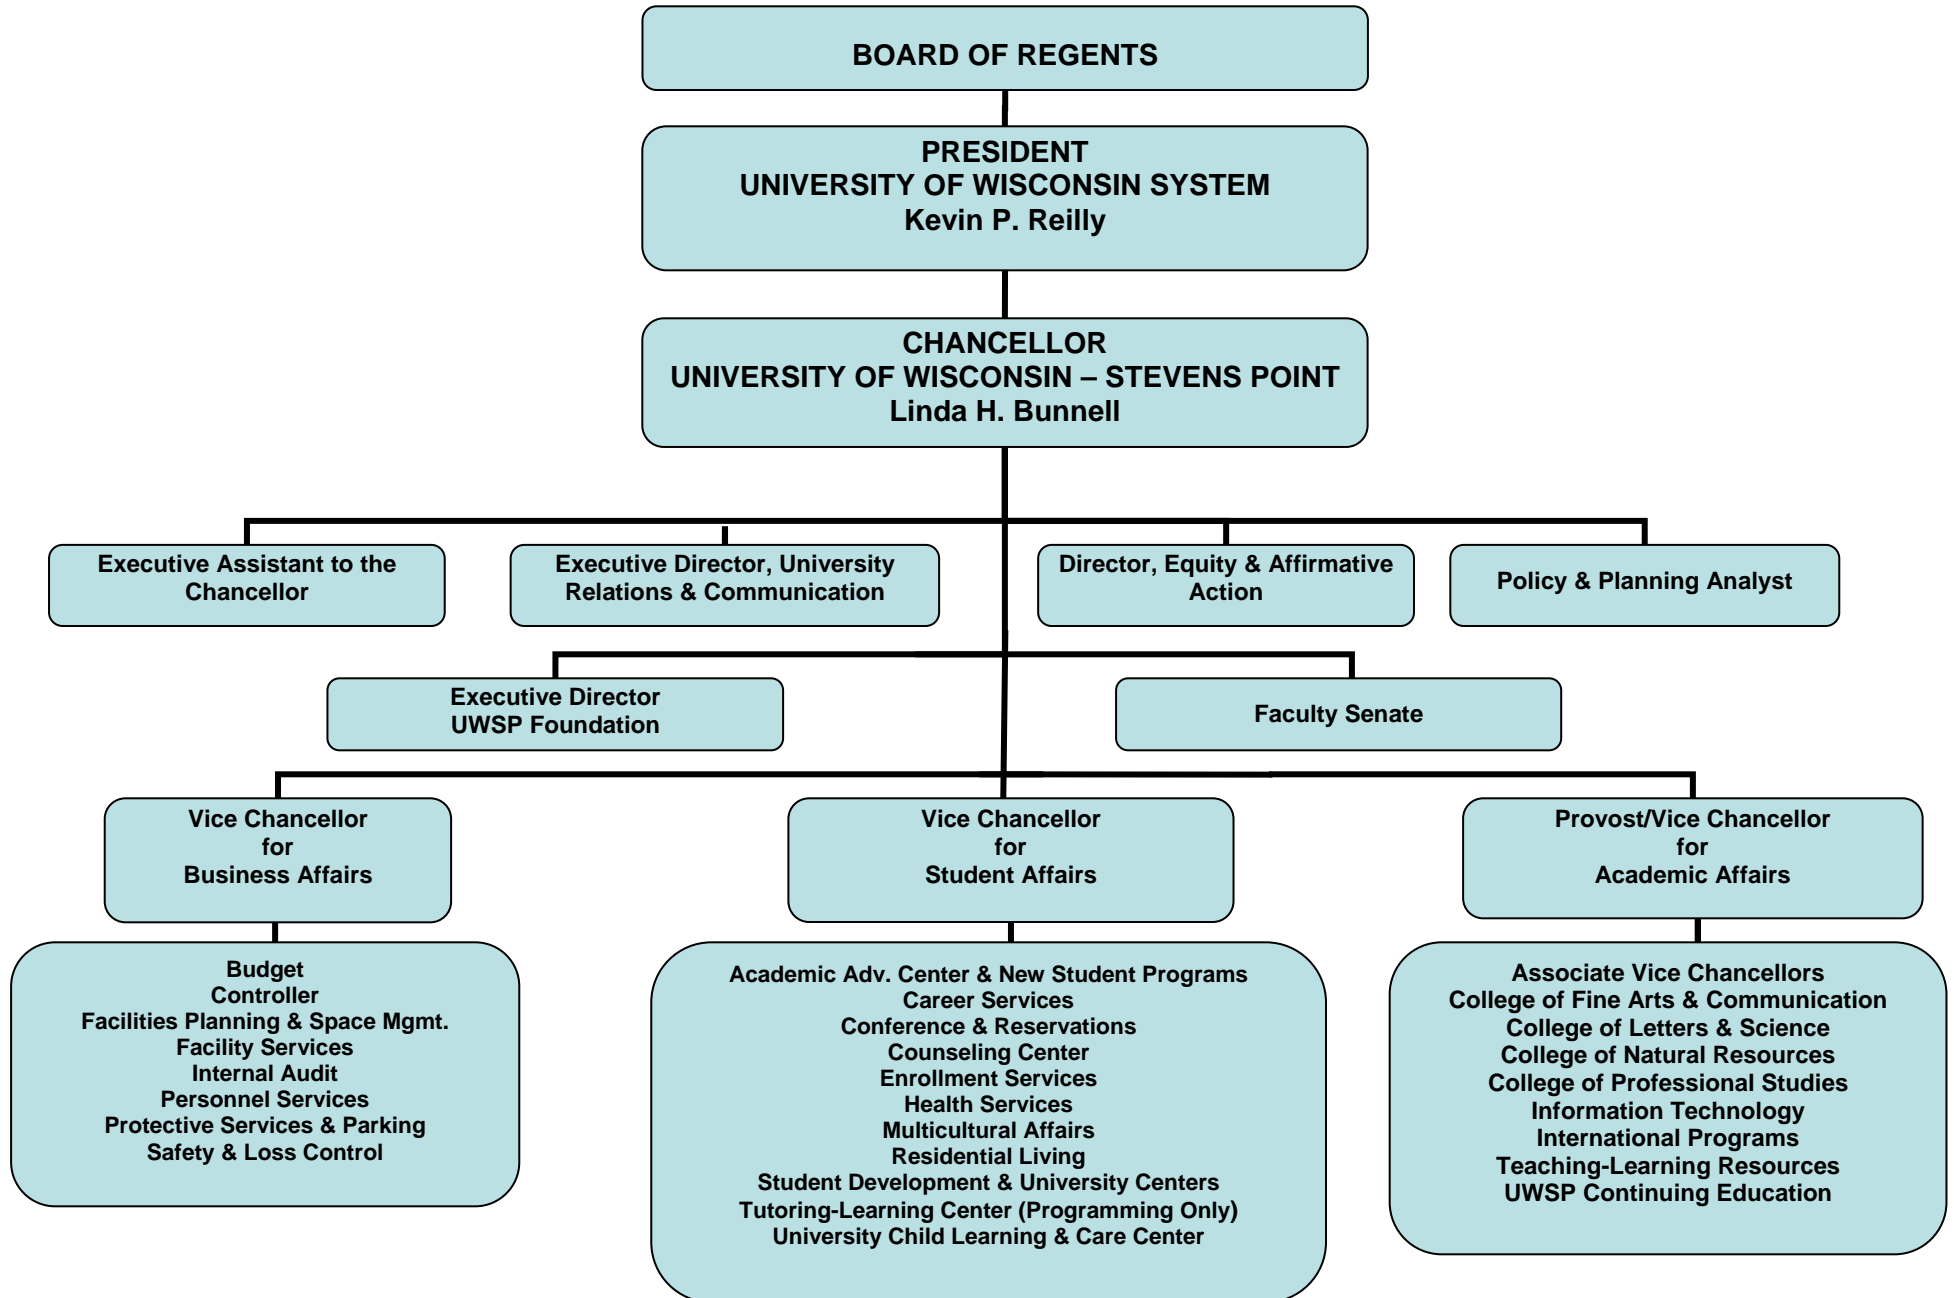 BOARD OF REGENTS
PRESIDENT
UNIVERSITY OF WISCONSIN SYSTEM
Kevin P. Reilly
CHANCELLOR
UNIVERSITY OF WISCONSIN – STEVENS POINT
Linda H. Bunnell
Executive Assistant to the
Chancellor
Executive Director, University
Relations & Communication
Director, Equity & Affirmative
Action
Policy & Planning Analyst
Executive Director
UWSP Foundation
Faculty Senate
Vice Chancellor
for
Business Affairs
Vice Chancellor
for
Student Affairs
Provost/Vice Chancellor
for
Academic Affairs
Budget
Controller
Facilities Planning & Space Mgmt.
Facility Services
Internal Audit
Personnel Services
Protective Services & Parking
Safety & Loss Control
Academic Adv. Center & New Student Programs
Career Services
Conference & Reservations
Counseling Center
Enrollment Services
Health Services
Multicultural Affairs
Residential Living
Student Development & University Centers
Tutoring-Learning Center (Programming Only)
University Child Learning & Care Center
Associate Vice Chancellors
College of Fine Arts & Communication
College of Letters & Science
College of Natural Resources
College of Professional Studies
Information Technology
International Programs
Teaching-Learning Resources
UWSP Continuing Education